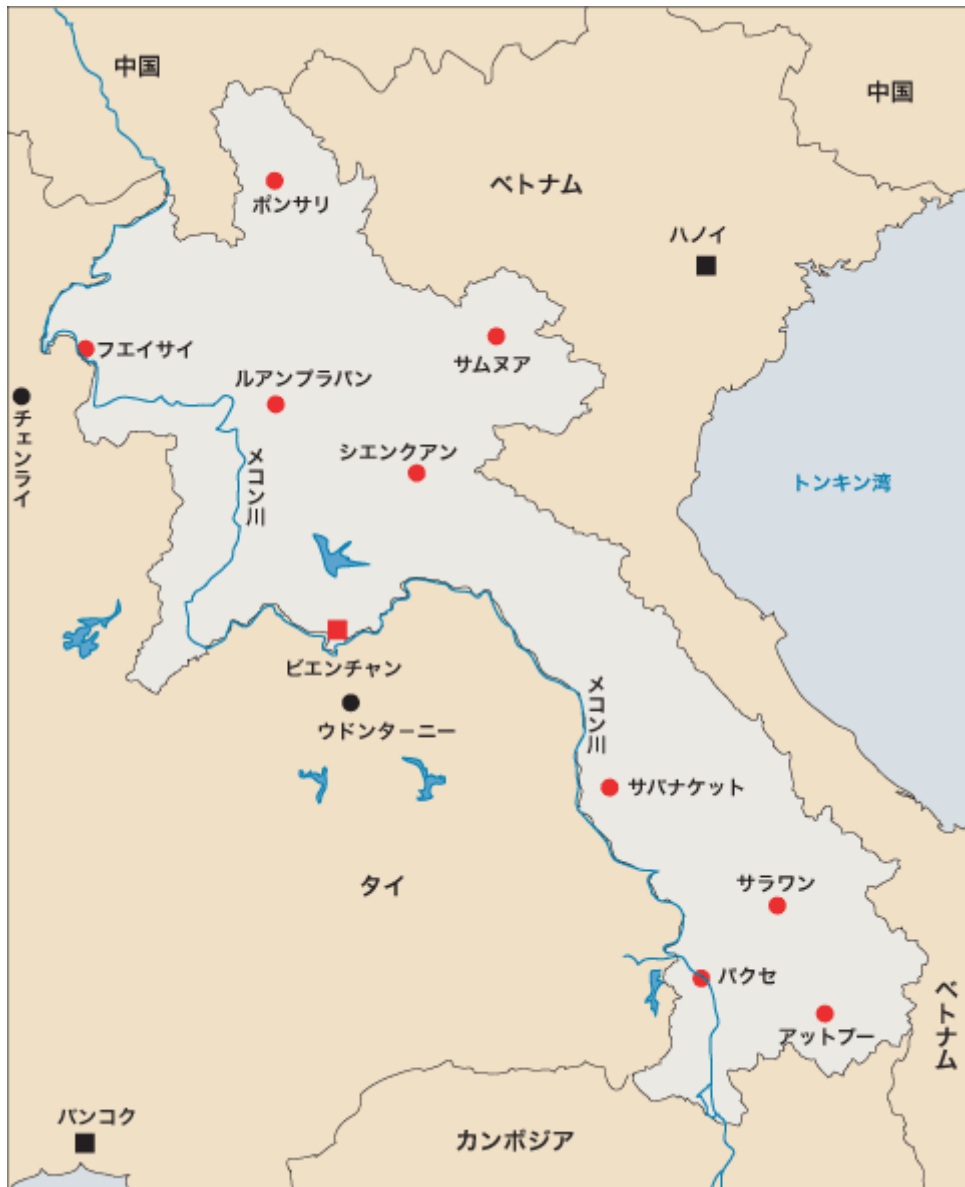 中国
中国
ベトナム
ポンサリ
ハノイ
フエイサイ
サムヌア
ルアンプラバン
チェンライ
シエンクアン
メコン川
トンキン湾
ビエンチャン
メコン川
ウドンターニー
サバナケット
タイ
サラワン
パクセ
ベトナム
アットプー
バンコク
カンボジア